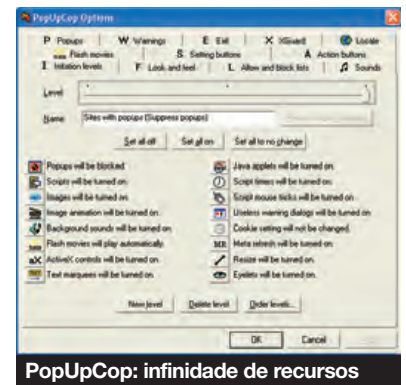 PopUpCop Options
P Popups W Warnings E Exit X XGuard Locate
Flash movies S Setting buttons A Action buttons
I Irritation levels F Look and feel L Allow and block lists Sounds
Level
Name Sites with popups (Suppress popups)
Set all off Set all on Set all to no change
Popups will be blocked. Java applets will be turned on.
Scripts will be turned on. Script timers will be turned on.
Images will be turned on. Script mouse tricks will be turned on.
Image animation will be turned on. Useless warning dialogs will be turned on.
Background sounds will be turned on. Cookie setting will not be changed.
Flash movies will play automatically. Meta refresh will be turned on.
aX ActiveX controls will be turned on. Resize will be turned on.
Text marquees will be turned on. Eyelets will be turned on.
New level Delete level Order levels...
OK Cancel
PopUpCop: infinidade de recursos